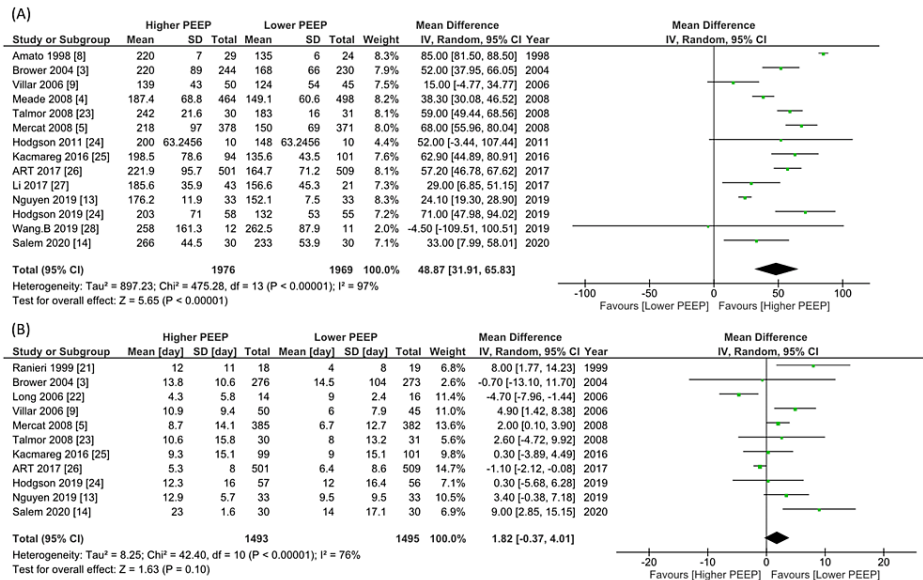 (A)
Higher PEEP Lower PEEP Mean Difference Mean Difference
Study or Subgroup Mean SD Total Mean SD Total Weight IV, Random, 95% CI Year IV, Random, 95% CI
Amato 1998 [8] 220 7 29 135 6 24 8.3% 85.00 [81.50, 88.50] 1998
Brower 2004 [3] 220 89 244 168 66 230 8.0% 52.00 [37.95, 66.05] 2004
Villar 2006 [9] 139 43 50 124 54 45 7.6% 15.00 [-4.77, 34.77] 2006
Meade 2008 [4] 187.4 68.8 464 149.1 60.6 498 8.2% 38.30 [30.08, 46.52] 2008
Talmor 2008 [23] 242 21.6 30 183 16 31 8.2% 59.00 [49.44, 68.56] 2008
Mercat 2008 [5] 218 97 378 150 69 371 8.1% 68.00 [55.96, 80.04] 2008
Hodgson 2011 [24] 200 63.2456 10 148 63.2456 10 4.4% 52.00 [-3.44, 107.44] 2011
Kacmareg 2016 [25] 198.5 78.6 94 135.6 43.5 101 7.7% 62.90 [44.89, 80.91] 2016
ART 2017 [26] 221.9 95.7 501 164.7 71.2 509 8.1% 57.20 [46.78, 67.62] 2017
Li 2017 [27] 185.6 35.9 43 156.6 45.3 21 7.4% 29.00 [6.85, 51.15] 2017
Nguyen 2019 [13] 176.2 11.9 33 152.1 7.5 33 8.3% 24.10 [19.30, 28.90] 2019
Hodgson 2019 [24] 203 71 58 132 53 55 7.4% 71.00 [47.98, 94.02] 2019
Wang.B 2019 [28] 258 161.3 12 262.5 87.9 11 2.0% -4.50 [-109.51, 100.51] 2019
Salem 2020 [14] 266 44.5 30 233 53.9 30 7.2% 33.00 [7.99, 58.01] 2020
Total (95% CI) 1976 1969 100.0% 48.87 [31.91, 65.83]
Heterogeneity: Tau² = 897.23; Chi² = 475.28, df = 13 (P < 0.00001); I² = 97%
Test for overall effect: Z = 5.65 (P < 0.00001)
-100 -50 0 50 100
Favours [Lower PEEP] Favours [Higher PEEP]
(B)
Higher PEEP Lower PEEP Mean Difference Mean Difference
Study or Subgroup Mean [day] SD [day] Total Mean [day] SD [day] Total Weight IV, Random, 95% CI Year IV, Random, 95% CI
Ranieri 1999 [21] 12 11 18 4 8 19 6.8% 8.00 [1.77, 14.23] 1999
Brower 2004 [3] 13.8 10.6 276 14.5 104 273 2.6% -0.70 [-13.10, 11.70] 2004
Long 2006 [22] 4.3 5.8 14 9 2.4 16 11.4% -4.70 [-7.96, -1.44] 2006
Villar 2006 [9] 10.9 9.4 50 6 7.9 45 11.1% 4.90 [1.42, 8.38] 2006
Mercat 2008 [5] 8.7 14.1 385 6.7 12.7 382 13.8% 2.00 [0.10, 3.90] 2008
Talmor 2008 [23] 10.6 15.8 30 8 13.2 31 5.6% 2.60 [-4.72, 9.92] 2008
Kacmareg 2016 [25] 9.3 15.1 99 9 15.1 101 9.7% 0.30 [-3.89, 4.49] 2016
ART 2017 [26] 5.3 8 501 6.4 8.6 509 14.7% -1.10 [-2.12, -0.08] 2017
Hodgson 2019 [24] 12.3 16 57 12 16.4 56 7.0% 0.30 [-5.68, 6.28] 2019
Nguyen 2019 [13] 12.9 5.7 33 9.5 9.5 33 10.5% 3.40 [-0.38, 7.18] 2019
Salem 2020 [14] 23 1.6 30 14 17.1 30 6.9% 9.00 [2.85, 15.15] 2020
Total (95% CI) 1493 1495 100.0% 1.82 [-0.37, 4.01]
Heterogeneity: Tau² = 8.25; Chi² = 42.40, df = 10 (P < 0.00001); I² = 76%
Test for overall effect: Z = 1.63 (P = 0.10)
-20 -10 0 10 20
Favours [Higher PEEP] Favours [Lower PEEP]